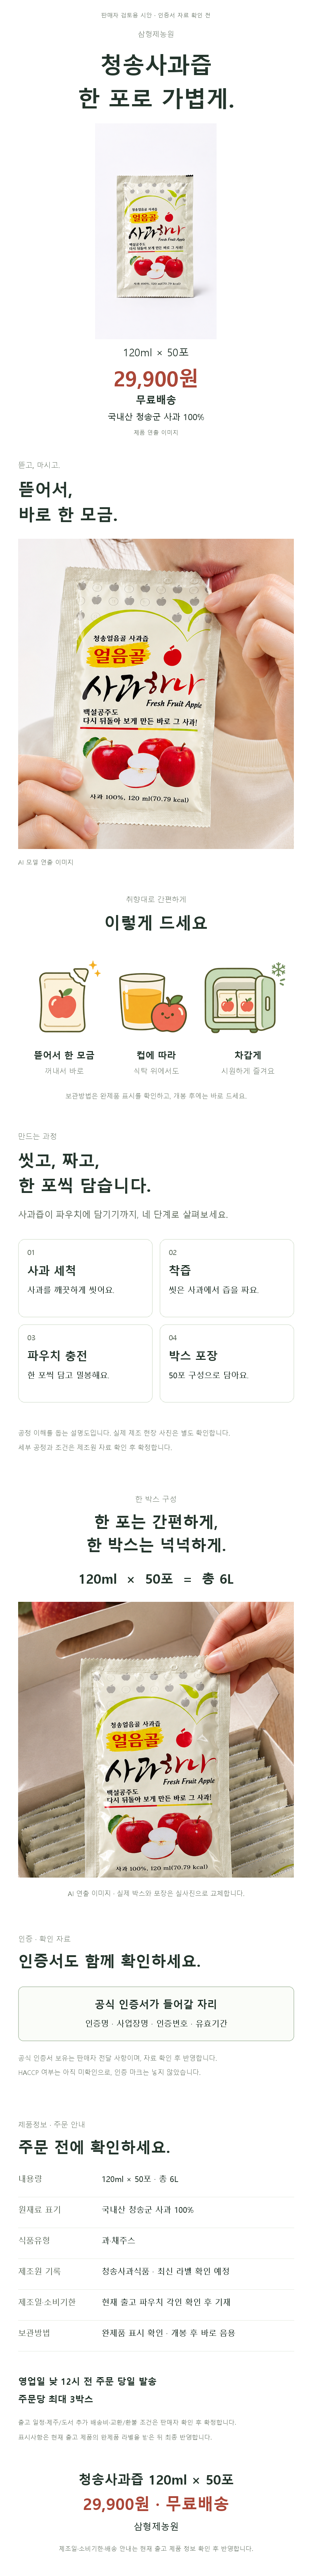 판매자 검토용 시안 · 인증서 자료 확인 전
삼형제농원
청송사과즙
한 포로 가볍게.
청송얼음골 사과즙
얼음골
사과하나
Fresh Fruit Apple
백설공주도
다시 뒤돌아 보게 만든 바로 그 사과!
120ml × 50포
29,900원
무료배송
국내산 청송군 사과 100%
제품 연출 이미지
뜯고, 마시고.
뜯어서,
바로 한 모금.
청송얼음골 사과즙
얼음골
사과하나
Fresh Fruit Apple
백설공주도
다시 뒤돌아 보게 만든 바로 그 사과!
사과 100%, 120 ml(70.79 kcal)
AI 모델 연출 이미지
취향대로 간편하게
이렇게 드세요
뜯어서 한 모금
컵에 따라
차갑게
꺼내서 바로
식탁 위에서도
시원하게 즐겨요
보관방법은 완제품 표시를 확인하고, 개봉 후에는 바로 드세요.
만드는 과정
씻고, 짜고,
한 포씩 담습니다.
사과즙이 파우치에 담기기까지, 네 단계로 살펴보세요.
01
사과 세척
사과를 깨끗하게 씻어요.
02
착즙
씻은 사과에서 즙을 짜요.
03
파우치 충전
한 포씩 담고 밀봉해요.
04
박스 포장
50포 구성으로 담아요.
공정 이해를 돕는 설명도입니다. 실제 제조 현장 사진은 별도 확인합니다.
세부 공정과 조건은 제조원 자료 확인 후 확정합니다.
한 박스 구성
한 포는 간편하게,
한 박스는 넉넉하게.
120ml × 50포 = 총 6L
청송얼음골 사과즙
얼음골
사과하나
Fresh Fruit Apple
백설공주도
다시 뒤돌아 보게 만든 바로 그 사과!
사과 100%, 120 ml(70.79 kcal)
AI 연출 이미지 · 실제 박스와 포장은 실사진으로 교체합니다.
인증 · 확인 자료
인증서도 함께 확인하세요.
공식 인증서가 들어갈 자리
인증명 · 사업장명 · 인증번호 · 유효기간
공식 인증서 보유는 판매자 전달 사항이며, 자료 확인 후 반영합니다.
HACCP 여부는 아직 미확인으로, 인증 마크는 넣지 않았습니다.
제품정보 · 주문 안내
주문 전에 확인하세요.
내용량 120ml × 50포 · 총 6L
원재료 표기 국내산 청송군 사과 100%
식품유형 과·채주스
제조원 기록 청송사과식품 · 최신 라벨 확인 예정
제조일·소비기한 현재 출고 파우치 각인 확인 후 기재
보관방법 완제품 표시 확인 · 개봉 후 바로 음용
영업일 낮 12시 전 주문 당일 발송
주문당 최대 3박스
출고 일정·제주/도서 추가 배송비·교환/환불 조건은 판매자 확인 후 확정합니다.
표시사항은 현재 출고 제품의 완제품·라벨을 받은 뒤 최종 반영합니다.
청송사과즙 120ml × 50포
29,900원 · 무료배송
삼형제농원
제조일·소비기한·배송 안내는 현재 출고 제품 정보 확인 후 반영합니다.